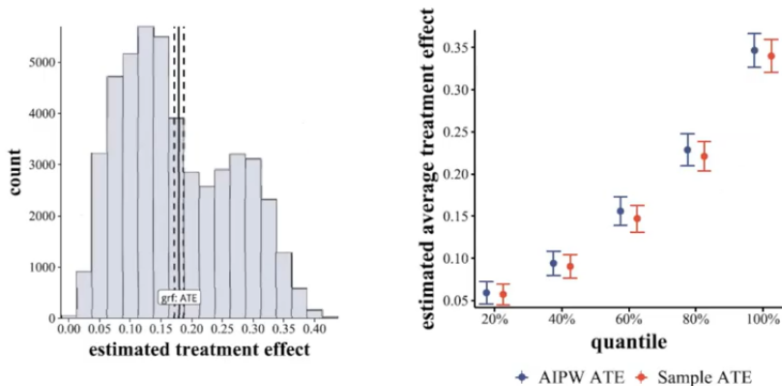 count
5000
4000
3000
2000
1000
0
grf: ATE
0.00 0.05 0.10 0.15 0.20 0.25 0.30 0.35 0.40
estimated treatment effect
estimated average treatment effect
0.35
0.30
0.25
0.20
0.15
0.10
0.05
20% 40% 60% 80% 100%
quantile
AIPW ATE Sample ATE